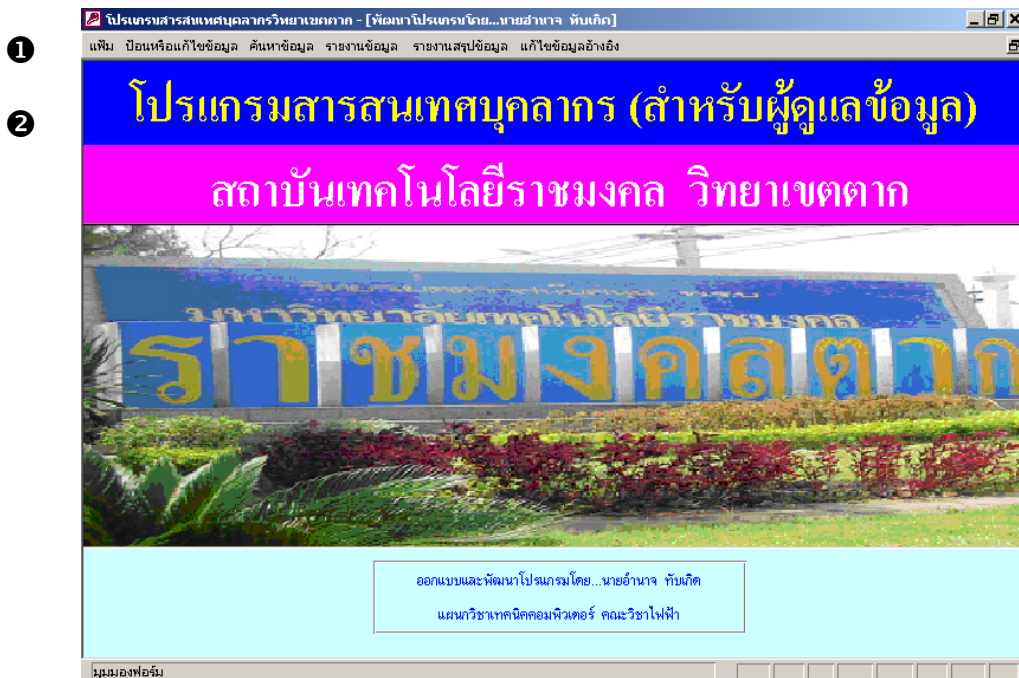 โปรแกรมสารสนเทศบุคลากรวิทยาเขตตาก - [พัฒนาโปรแกรมโดย...นายอำนาจ ทับเกิด]
❶
แฟ้ม ป้อนหรือแก้ไขข้อมูล ค้นหาข้อมูล รายงานข้อมูล รายงานสรุปข้อมูล แก้ไขข้อมูลอ้างอิง
❷
โปรแกรมสารสนเทศบุคลากร (สำหรับผู้ดูแลข้อมูล)
สถาบันเทคโนโลยีราชมงคล วิทยาเขตตาก
มหาวิทยาลัยเทคโนโลยีราชมงคล
ราชมงคลตาก
ออกแบบและพัฒนาโปรแกรมโดย...นายอำนาจ ทับเกิด
แผนกวิชาเทคนิคคอมพิวเตอร์ คณะวิชาไฟฟ้า
มุมมองฟอร์ม